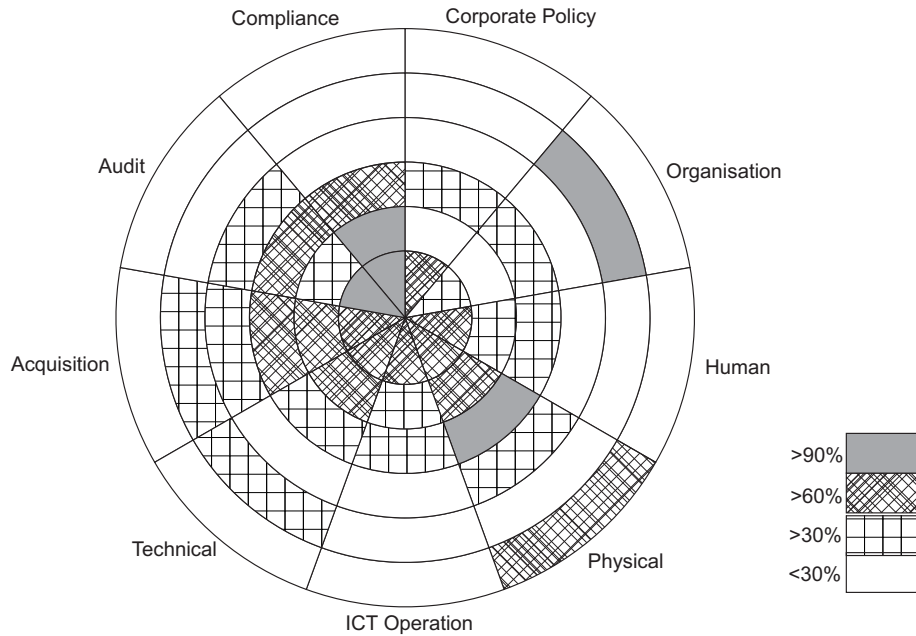 Compliance
Corporate Policy
Audit
Organisation
Acquisition
Human
Technical
Physical
ICT Operation
>90%
>60%
>30%
<30%